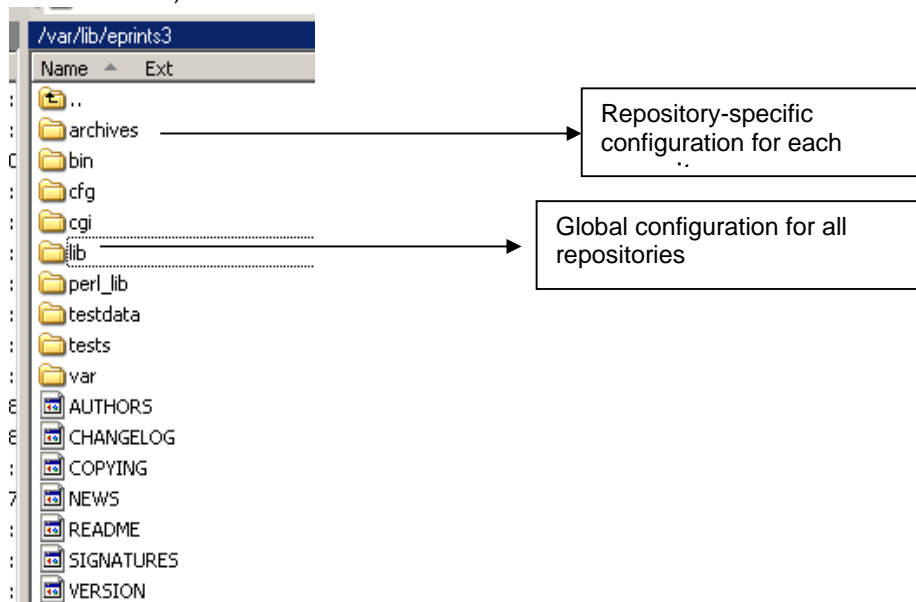 /var/lib/eprints3
Name Ext
..
archives
bin
cfg
cgi
lib
perl_lib
testdata
tests
var
AUTHORS
CHANGELOG
COPYING
NEWS
README
SIGNATURES
VERSION
Repository-specific
configuration for each
Global configuration for all
repositories